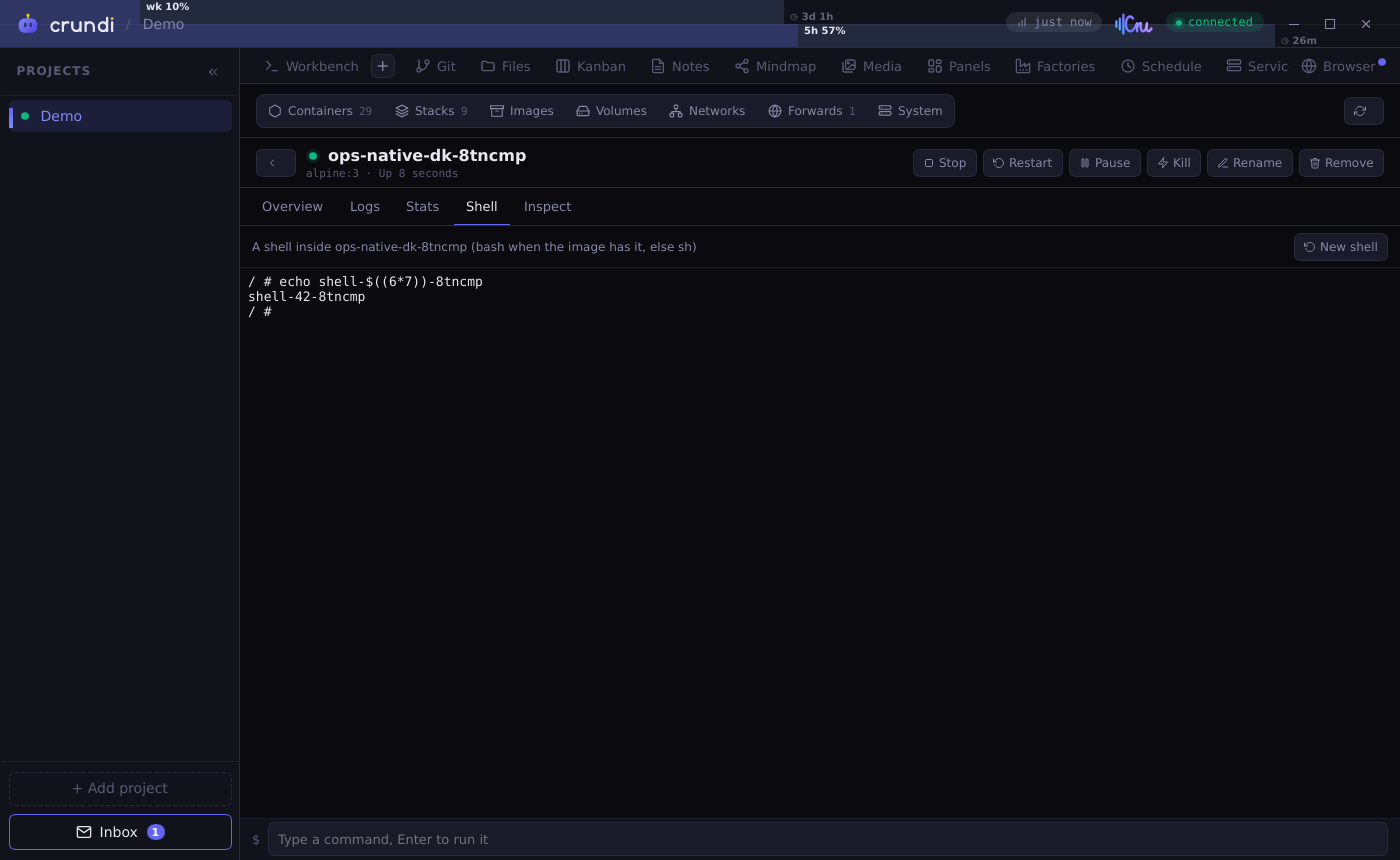 crundi / Demo
wk 10%
3d 1h
5h 57%
just now
Cru
connected
26m
PROJECTS «
Demo
+ Add project
Inbox 1
Workbench + Git Files Kanban Notes Mindmap Media Panels Factories Schedule Servic Browser
Containers 29 Stacks 9 Images Volumes Networks Forwards 1 System
ops-native-dk-8tncmp
alpine:3 · Up 8 seconds
Stop Restart Pause Kill Rename Remove
Overview Logs Stats Shell Inspect
A shell inside ops-native-dk-8tncmp (bash when the image has it, else sh)
New shell
/ # echo shell-$((6*7))-8tncmp
shell-42-8tncmp
/ #
$ Type a command, Enter to run it